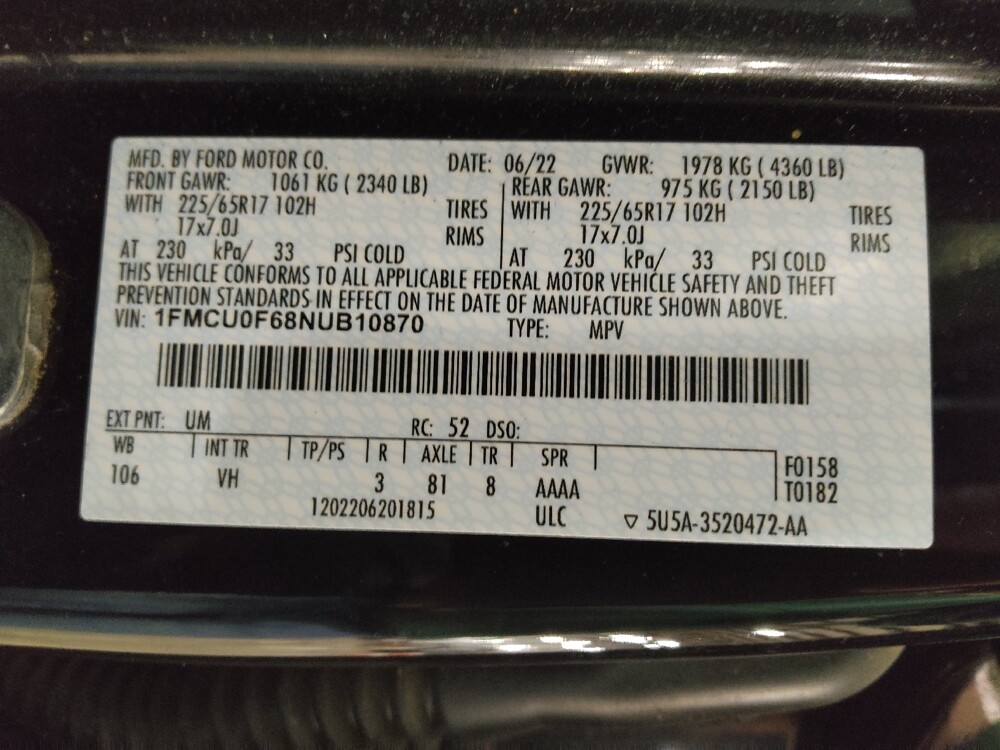 MFD. BY FORD MOTOR CO. DATE: 06/22 GVWR: 1978 KG ( 4360 LB)
FRONT GAWR: 1061 KG ( 2340 LB) REAR GAWR: 975 KG ( 2150 LB)
WITH 225/65R17 102H TIRES WITH 225/65R17 102H TIRES
17x7.0J RIMS 17x7.0J RIMS
AT 230 kPa/ 33 PSI COLD AT 230 kPa/ 33 PSI COLD
THIS VEHICLE CONFORMS TO ALL APPLICABLE FEDERAL MOTOR VEHICLE SAFETY AND THEFT
PREVENTION STANDARDS IN EFFECT ON THE DATE OF MANUFACTURE SHOWN ABOVE.
VIN: 1FMCU0F68NUB10870 TYPE: MPV
EXT PNT: UM RC: 52 DSO:
WB INT TR TP/PS R AXLE TR SPR F0158
106 VH 3 81 8 AAAA T0182
1202206201815 ULC ▽ 5U5A-3520472-AA